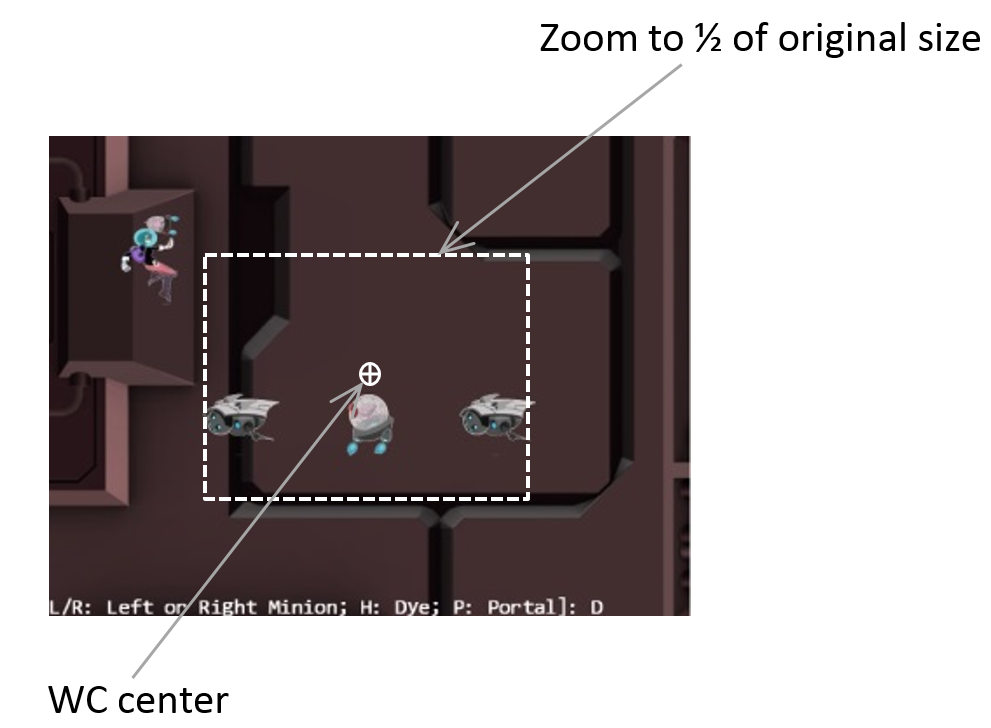 Zoom to ½ of original size
L/R: Left or Right Minion; H: Dye; P: Portal]: D
WC center